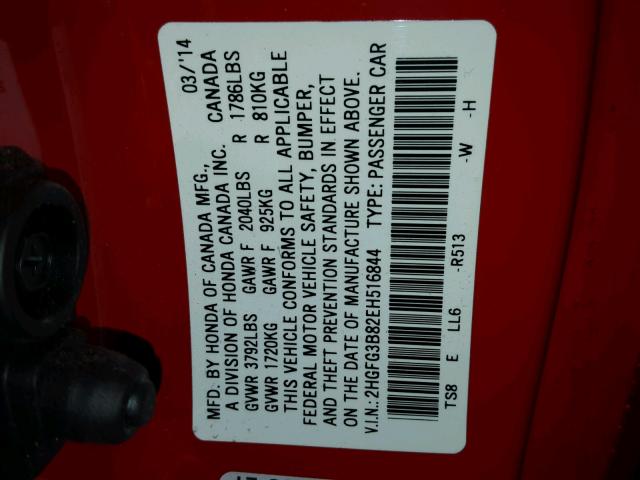 MFD. BY HONDA OF CANADA MFG., 03/'14
A DIVISION OF HONDA CANADA INC. CANADA
GVWR 3792LBS GAWR F 2040LBS R 1786LBS
GVWR 1720KG GAWR F 925KG R 810KG
THIS VEHICLE CONFORMS TO ALL APPLICABLE
FEDERAL MOTOR VEHICLE SAFETY, BUMPER,
AND THEFT PREVENTION STANDARDS IN EFFECT
ON THE DATE OF MANUFACTURE SHOWN ABOVE.
V.I.N.: 2HGFG3B82EH516844 TYPE: PASSENGER CAR
TS8 E LL6 -R513 -W -H